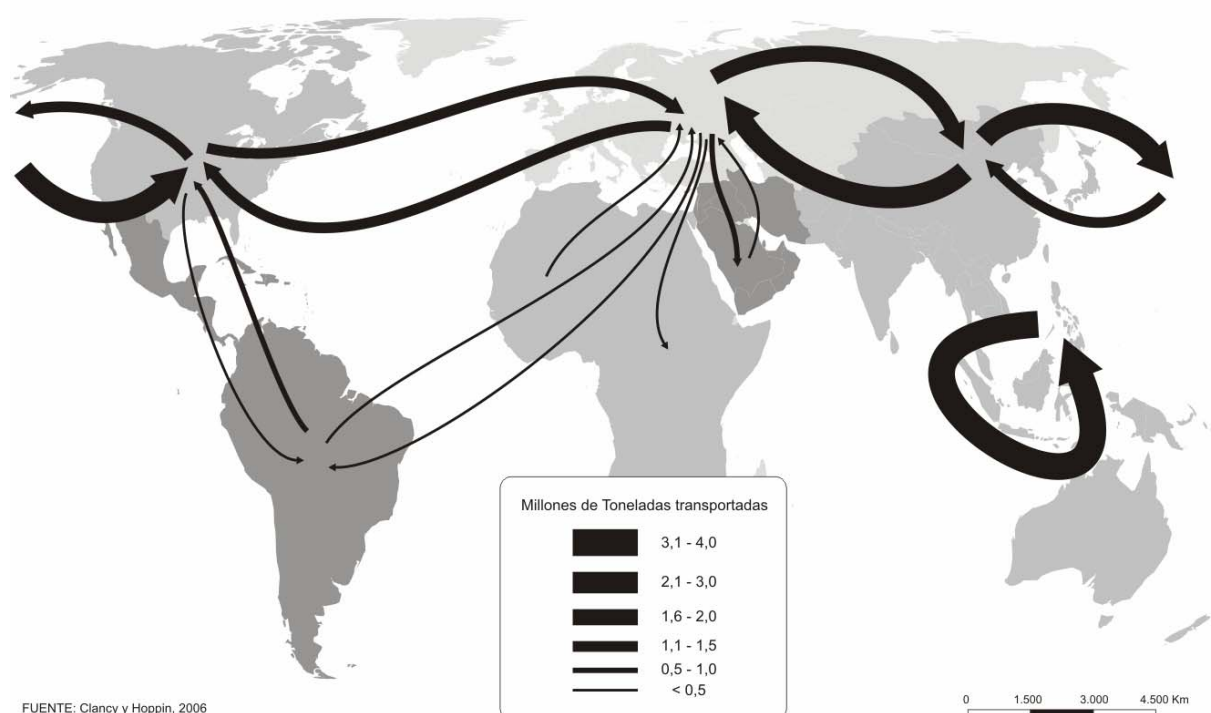 Millones de Toneladas transportadas
3,1 - 4,0
2,1 - 3,0
1,6 - 2,0
1,1 - 1,5
0,5 - 1,0
< 0,5
FUENTE: Clancy y Hoppin, 2006
0 1.500 3.000 4.500 Km